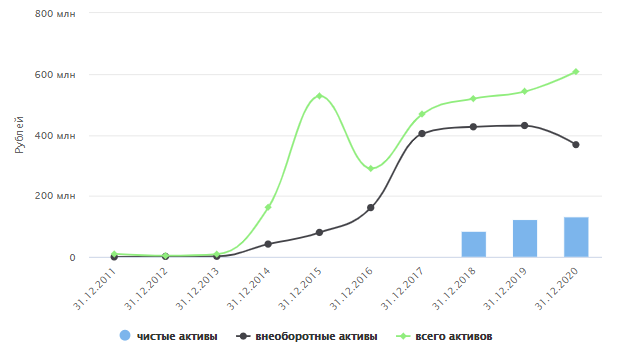 800 млн
600 млн
400 млн
200 млн
0
Рублей
31.12.2011
31.12.2012
31.12.2013
31.12.2014
31.12.2015
31.12.2016
31.12.2017
31.12.2018
31.12.2019
31.12.2020
чистые активы
внеоборотные активы
всего активов